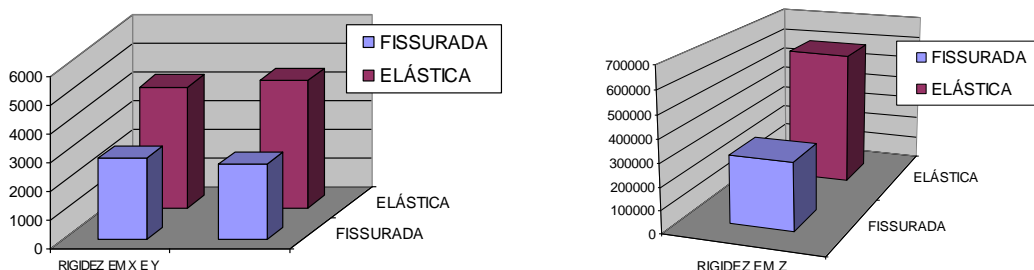 FISSURADA
ELÁSTICA
6000
5000
4000
3000
2000
1000
0
ELÁSTICA
FISSURADA
RIGIDEZ EM X E Y
FISSURADA
ELÁSTICA
700000
600000
500000
400000
300000
200000
100000
0
ELÁSTICA
FISSURADA
RIGIDEZ EM Z